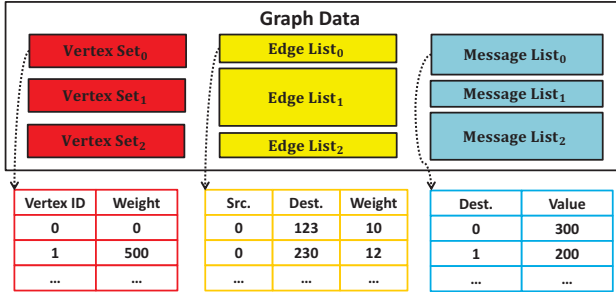 Graph Data
Vertex Set₀ Edge List₀ Message List₀
Vertex Set₁ Edge List₁ Message List₁
Vertex Set₂ Edge List₂ Message List₂
Vertex ID Weight Src. Dest. Weight Dest. Value
0 0 0 123 10 0 300
1 500 0 230 12 1 200
... ... ... ... ... ... ...